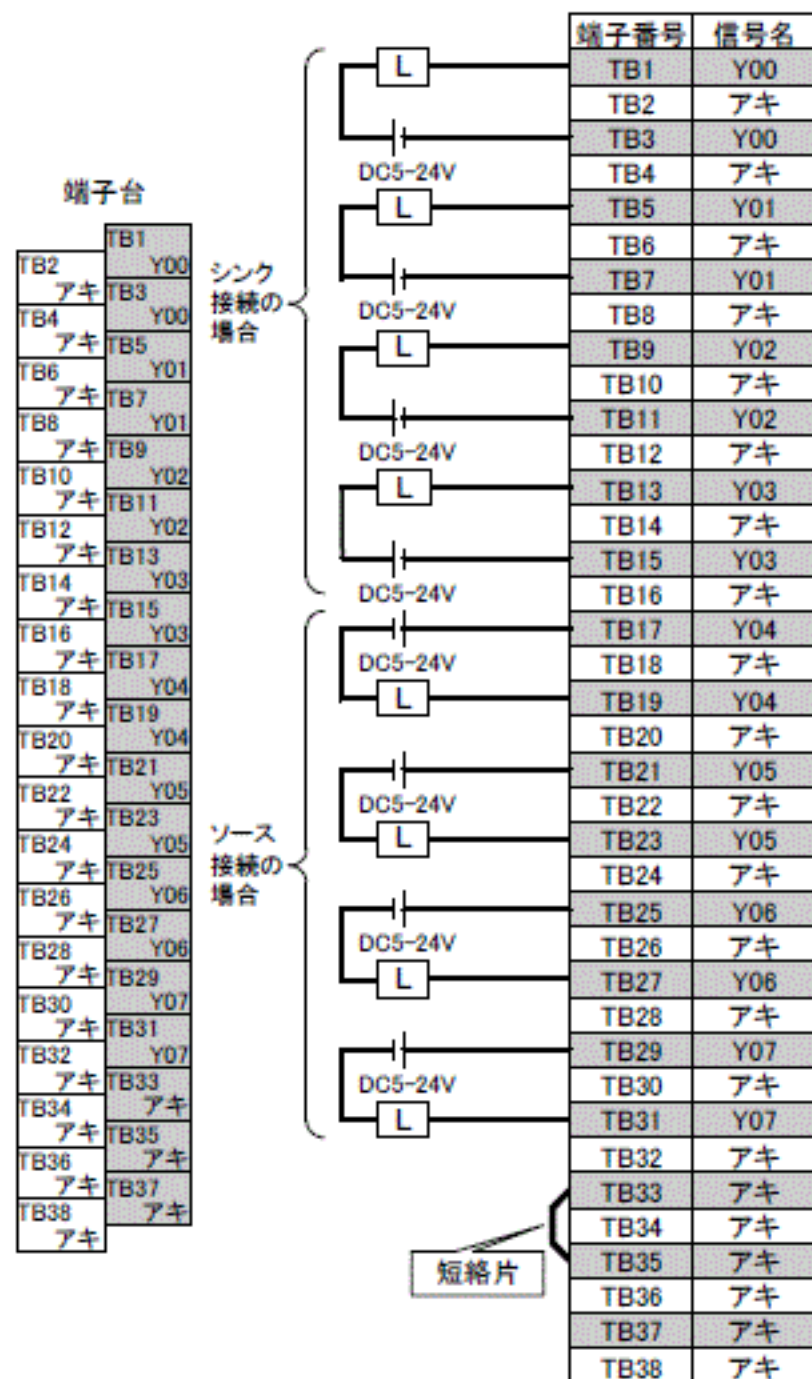 端子台
TB1
Y00
TB2
アキ
TB3
Y00
TB4
アキ
TB5
Y01
TB6
アキ
TB7
Y01
TB8
アキ
TB9
Y02
TB10
アキ
TB11
Y02
TB12
アキ
TB13
Y03
TB14
アキ
TB15
Y03
TB16
アキ
TB17
Y04
TB18
アキ
TB19
Y04
TB20
アキ
TB21
Y05
TB22
アキ
TB23
Y05
TB24
アキ
TB25
Y06
TB26
アキ
TB27
Y06
TB28
アキ
TB29
Y07
TB30
アキ
TB31
Y07
TB32
アキ
TB33
アキ
TB34
アキ
TB35
アキ
TB36
アキ
TB37
アキ
TB38
アキ
シンク
接続の
場合
ソース
接続の
場合
L
DC5-24V
L
DC5-24V
L
DC5-24V
L
DC5-24V
DC5-24V
L
DC5-24V
L
DC5-24V
L
DC5-24V
L
短絡片
端子番号 信号名
TB1 Y00
TB2 アキ
TB3 Y00
TB4 アキ
TB5 Y01
TB6 アキ
TB7 Y01
TB8 アキ
TB9 Y02
TB10 アキ
TB11 Y02
TB12 アキ
TB13 Y03
TB14 アキ
TB15 Y03
TB16 アキ
TB17 Y04
TB18 アキ
TB19 Y04
TB20 アキ
TB21 Y05
TB22 アキ
TB23 Y05
TB24 アキ
TB25 Y06
TB26 アキ
TB27 Y06
TB28 アキ
TB29 Y07
TB30 アキ
TB31 Y07
TB32 アキ
TB33 アキ
TB34 アキ
TB35 アキ
TB36 アキ
TB37 アキ
TB38 アキ